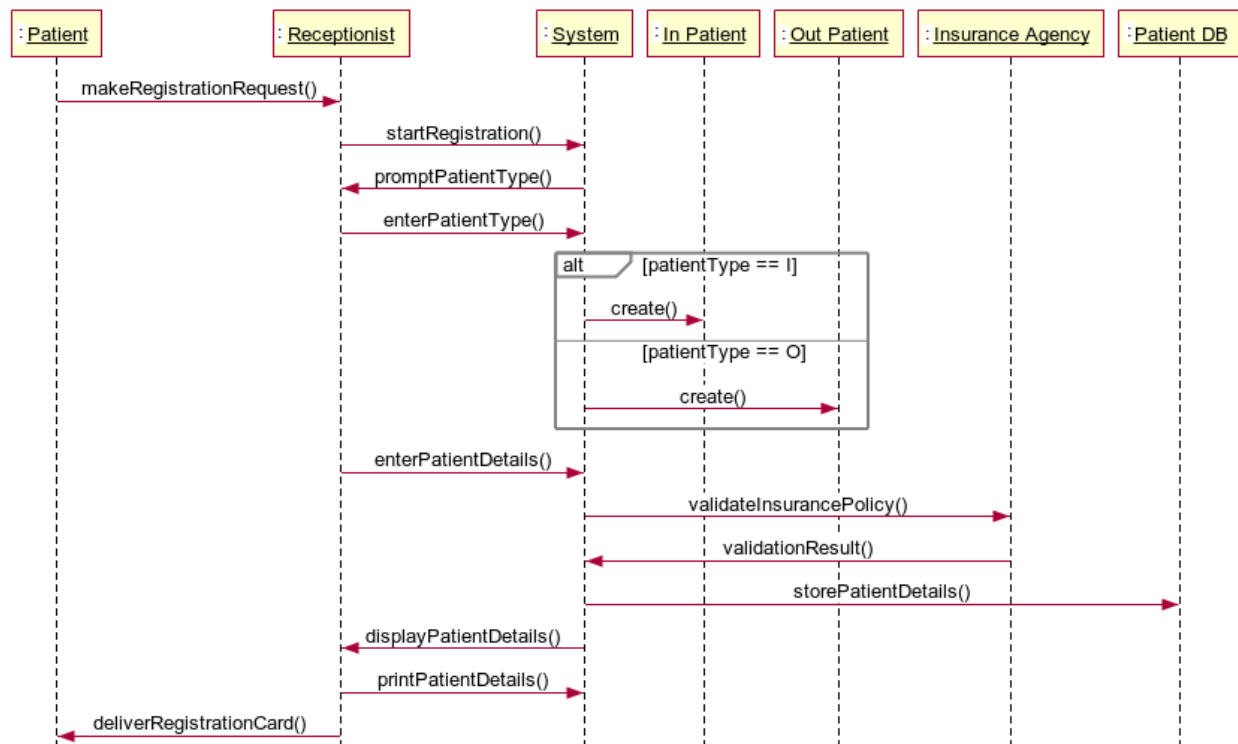 : Patient
: Receptionist
: System
: In Patient
: Out Patient
: Insurance Agency
: Patient DB
makeRegistrationRequest()
startRegistration()
promptPatientType()
enterPatientType()
alt
[patientType == I]
create()
[patientType == O]
create()
enterPatientDetails()
validateInsurancePolicy()
validationResult()
storePatientDetails()
displayPatientDetails()
printPatientDetails()
deliverRegistrationCard()